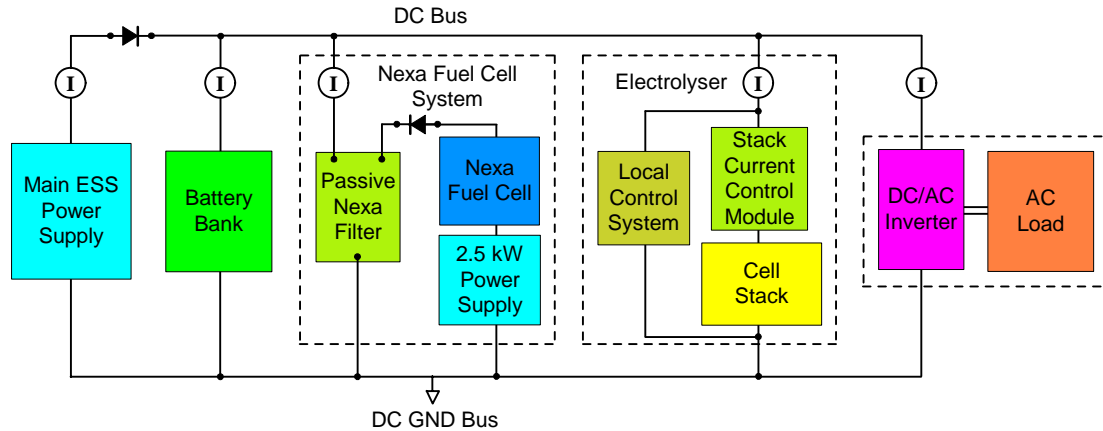 DC Bus
I
I
I
I
I
Nexa Fuel Cell
System
Electrolyser
Main ESS
Power
Supply
Battery
Bank
Passive
Nexa
Filter
Nexa
Fuel Cell
2.5 kW
Power
Supply
Local
Control
System
Stack
Current
Control
Module
Cell
Stack
DC/AC
Inverter
AC
Load
DC GND Bus